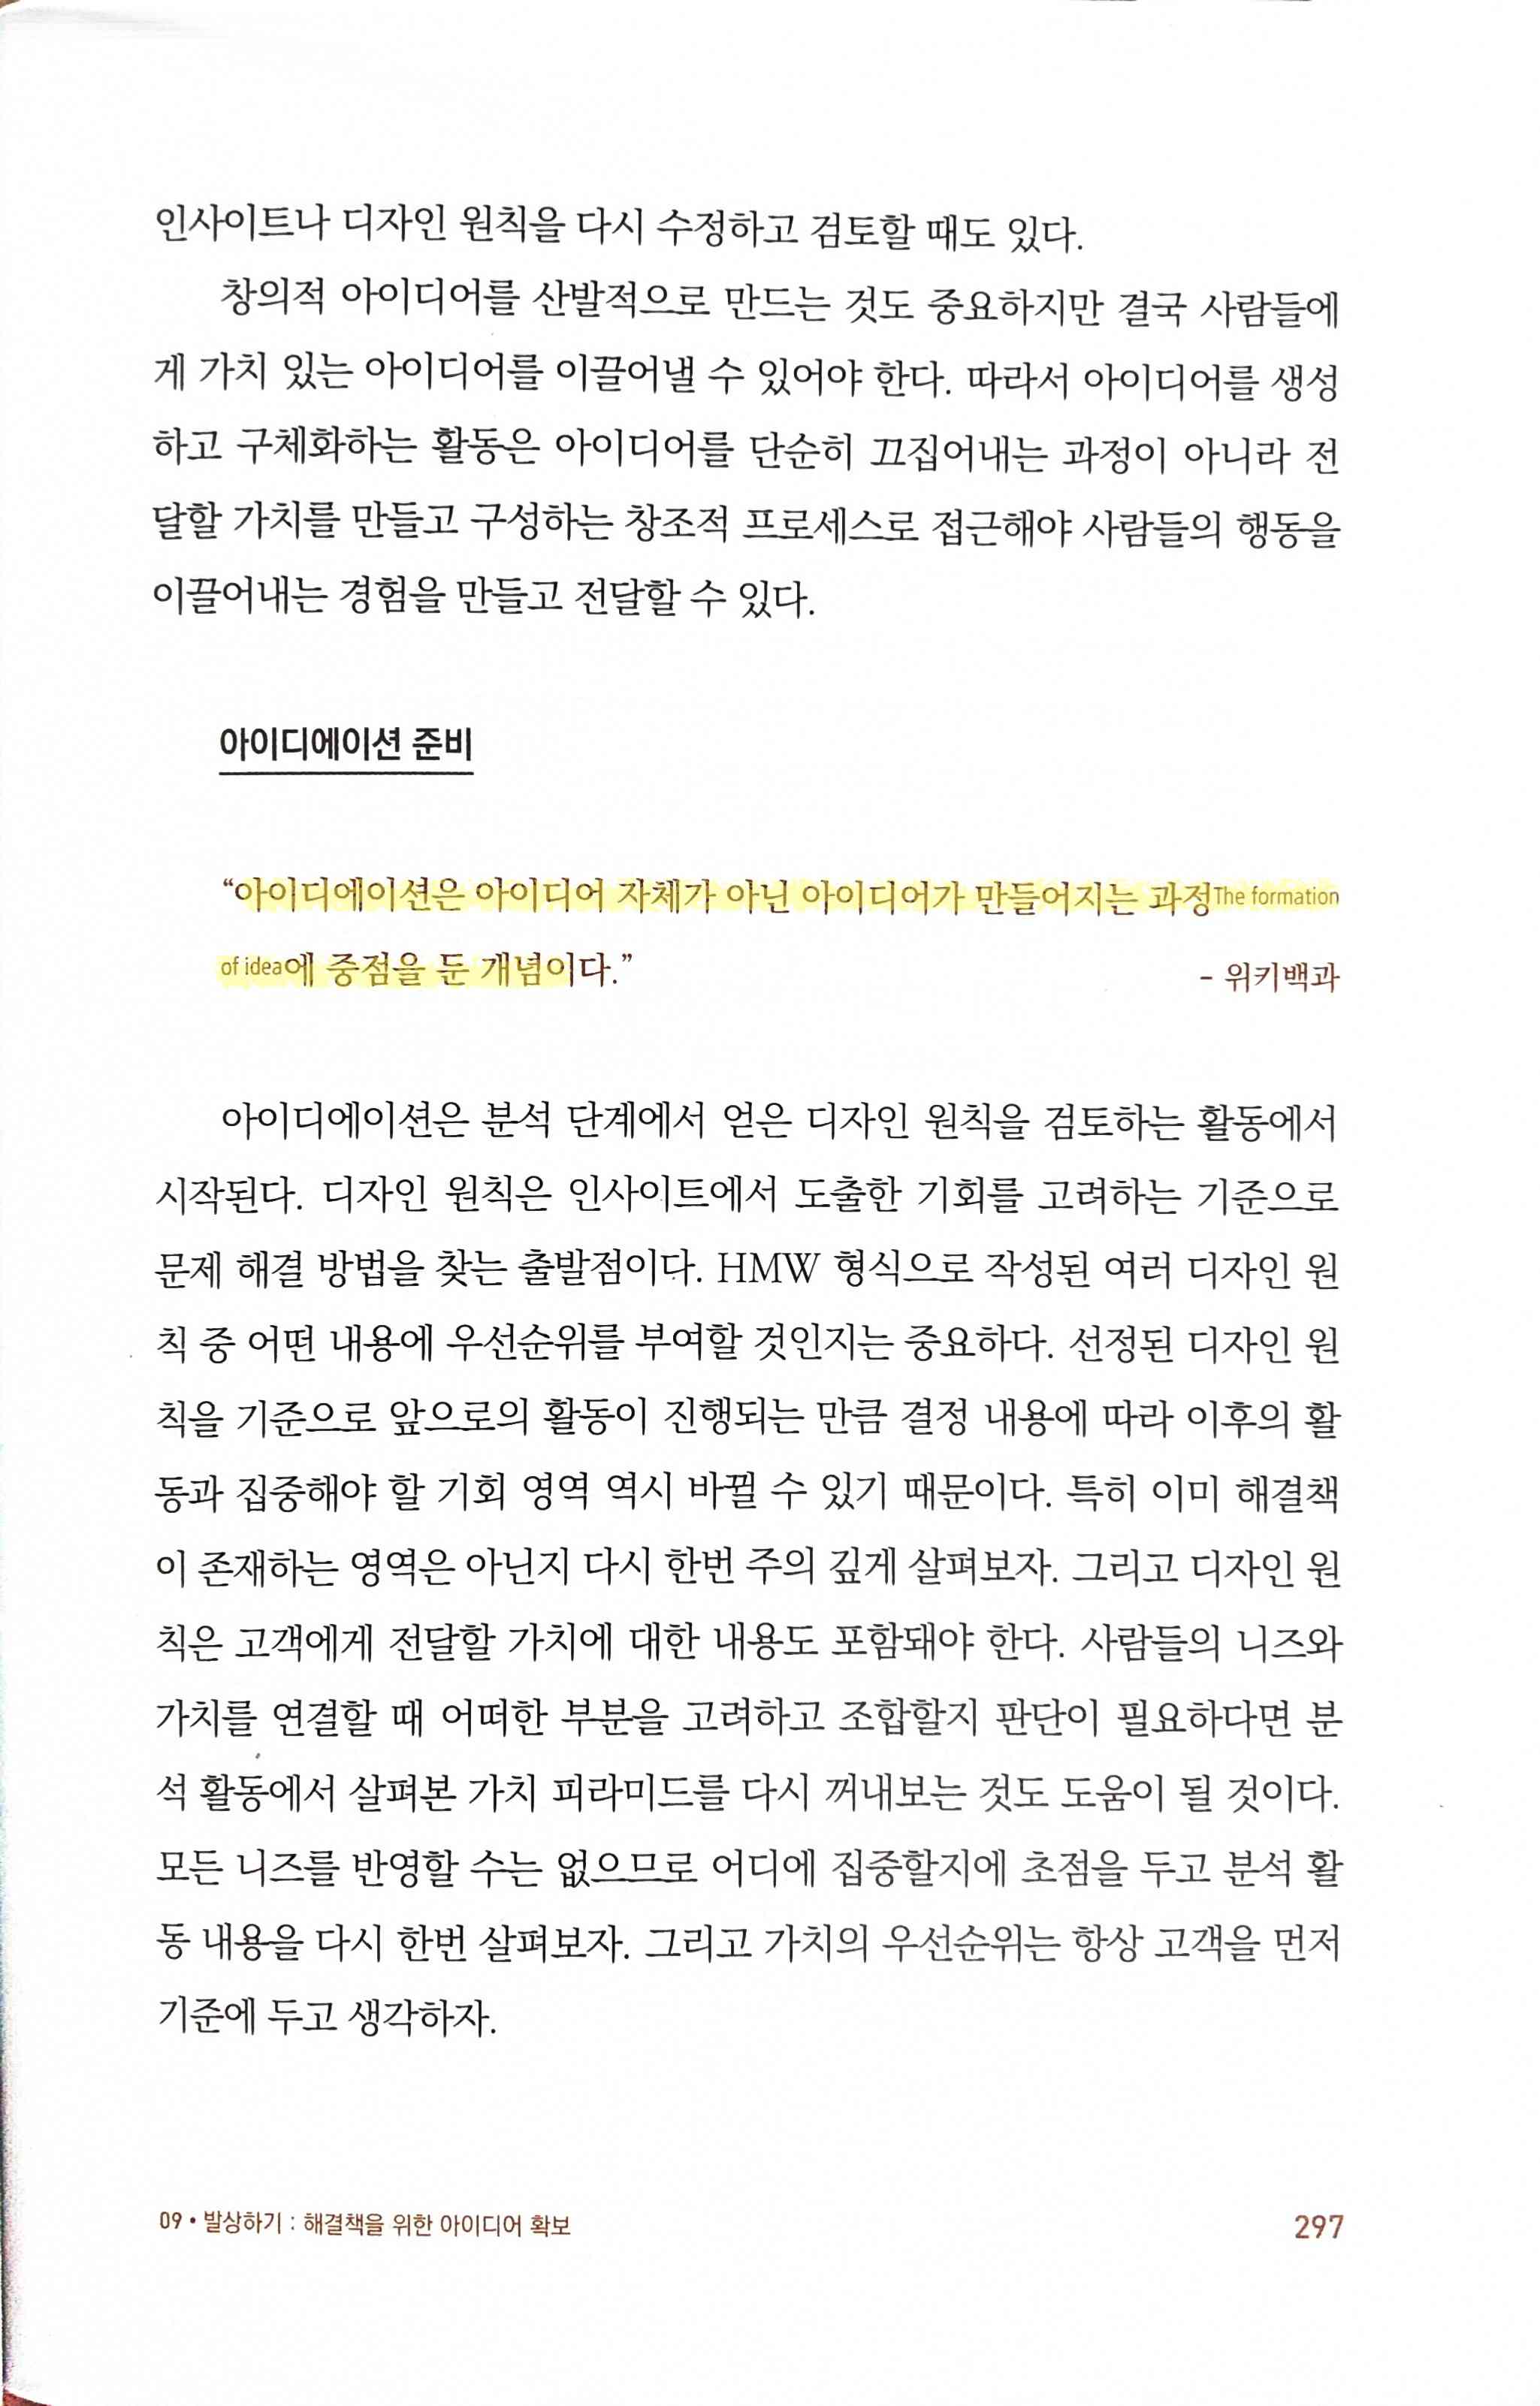 인사이트나 디자인 원칙을 다시 수정하고 검토할 때도 있다.
창의적 아이디어를 산발적으로 만드는 것도 중요하지만 결국 사람들에
게 가치 있는 아이디어를 이끌어낼 수 있어야 한다. 따라서 아이디어를 생성
하고 구체화하는 활동은 아이디어를 단순히 끄집어내는 과정이 아니라 전
달할 가치를 만들고 구성하는 창조적 프로세스로 접근해야 사람들의 행동을
이끌어내는 경험을 만들고 전달할 수 있다.
아이디에이션 준비
“아이디에이션은 아이디어 자체가 아닌 아이디어가 만들어지는 과정The formation
of idea에 중점을 둔 개념이다.” - 위키백과
아이디에이션은 분석 단계에서 얻은 디자인 원칙을 검토하는 활동에서
시작된다. 디자인 원칙은 인사이트에서 도출한 기회를 고려하는 기준으로
문제 해결 방법을 찾는 출발점이다. HMW 형식으로 작성된 여러 디자인 원
칙 중 어떤 내용에 우선순위를 부여할 것인지는 중요하다. 선정된 디자인 원
칙을 기준으로 앞으로의 활동이 진행되는 만큼 결정 내용에 따라 이후의 활
동과 집중해야 할 기회 영역 역시 바뀔 수 있기 때문이다. 특히 이미 해결책
이 존재하는 영역은 아닌지 다시 한번 주의 깊게 살펴보자. 그리고 디자인 원
칙은 고객에게 전달할 가치에 대한 내용도 포함돼야 한다. 사람들의 니즈와
가치를 연결할 때 어떠한 부분을 고려하고 조합할지 판단이 필요하다면 분
석 활동에서 살펴본 가치 피라미드를 다시 꺼내보는 것도 도움이 될 것이다.
모든 니즈를 반영할 수는 없으므로 어디에 집중할지에 초점을 두고 분석 활
동 내용을 다시 한번 살펴보자. 그리고 가치의 우선순위는 항상 고객을 먼저
기준에 두고 생각하자.
09 • 발상하기 : 해결책을 위한 아이디어 확보 297